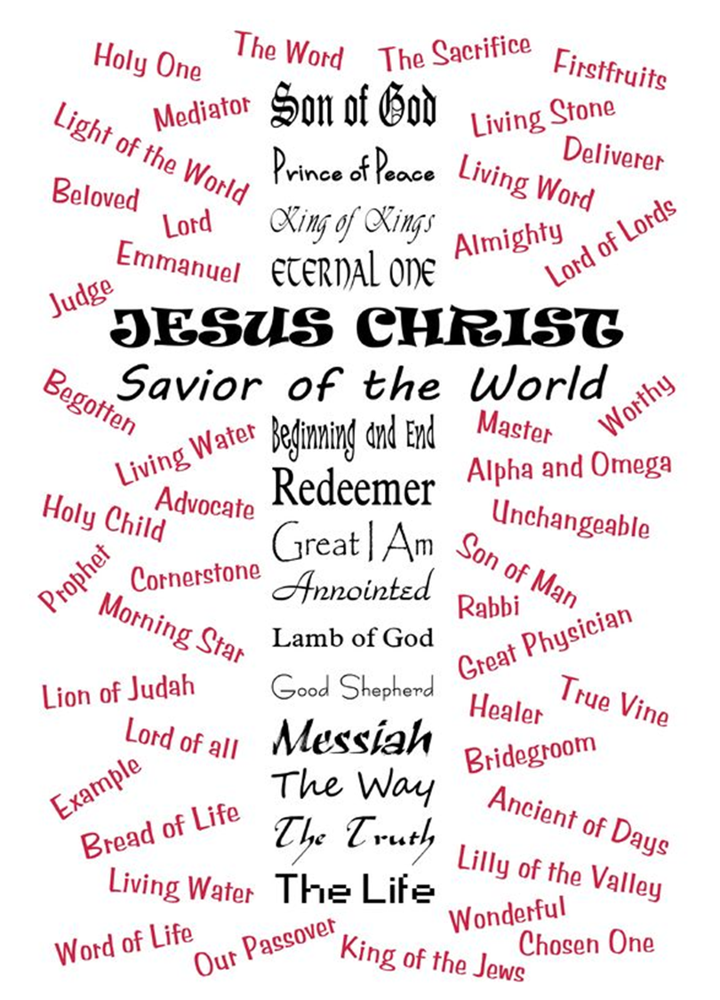 Holy One
The Word
The Sacrifice
Firstfruits
Mediator
Son of God
Living Stone
Light of the World
Deliverer
Prince of Peace
Living Word
Beloved
Lord
King of Kings
Almighty
Lord of Lords
Emmanuel
ETERNAL ONE
Judge
JESUS CHRIST
Savior of the World
Begotten
Worthy
Living Water
Beginning and End
Master
Alpha and Omega
Advocate
Redeemer
Holy Child
Unchangeable
Great I Am
Son of Man
Prophet
Cornerstone
Annointed
Rabbi
Morning Star
Lamb of God
Great Physician
Lion of Judah
Good Shepherd
True Vine
Healer
Lord of all
Messiah
Bridegroom
Example
The Way
Ancient of Days
Bread of Life
The Truth
Lilly of the Valley
Living Water
The Life
Wonderful
Word of Life
Our Passover
King of the Jews
Chosen One